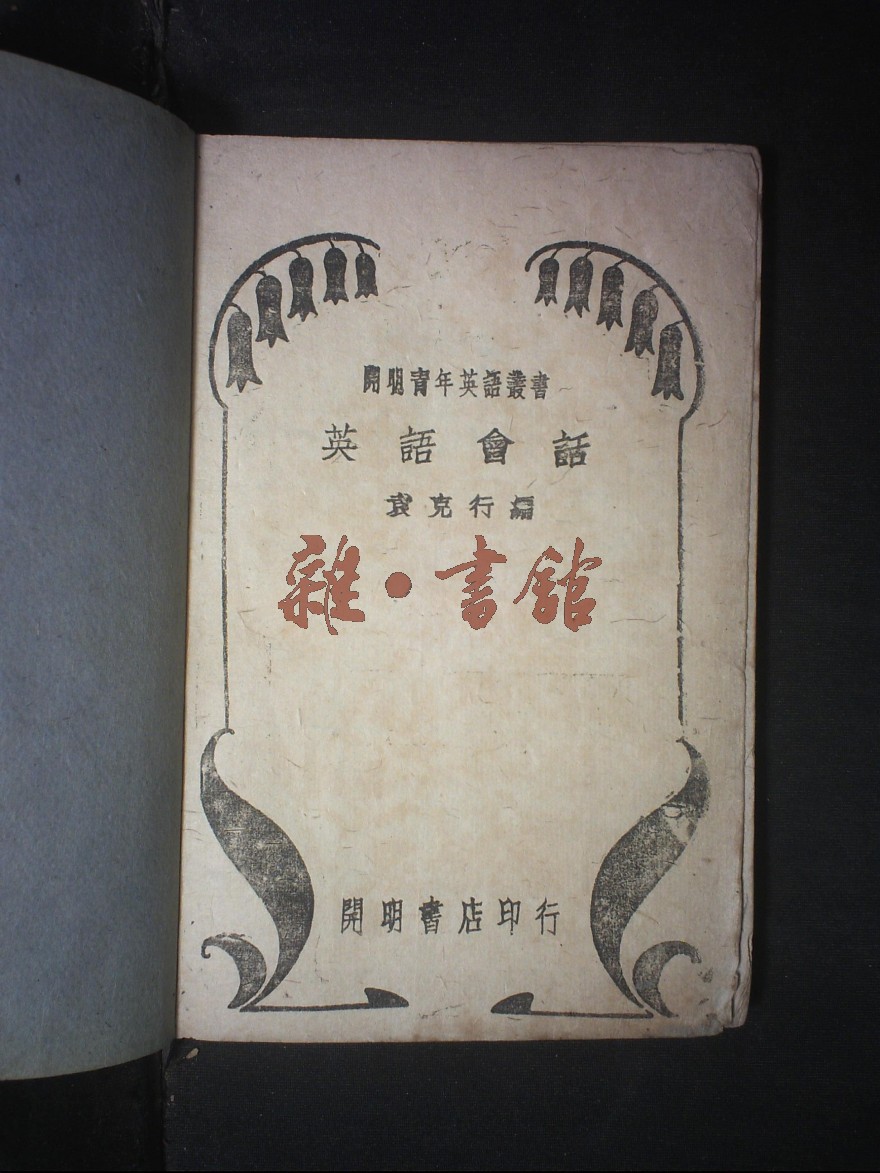 開明青年英語叢書
英語會話
袁克行編
雜·書館
開明書店印行